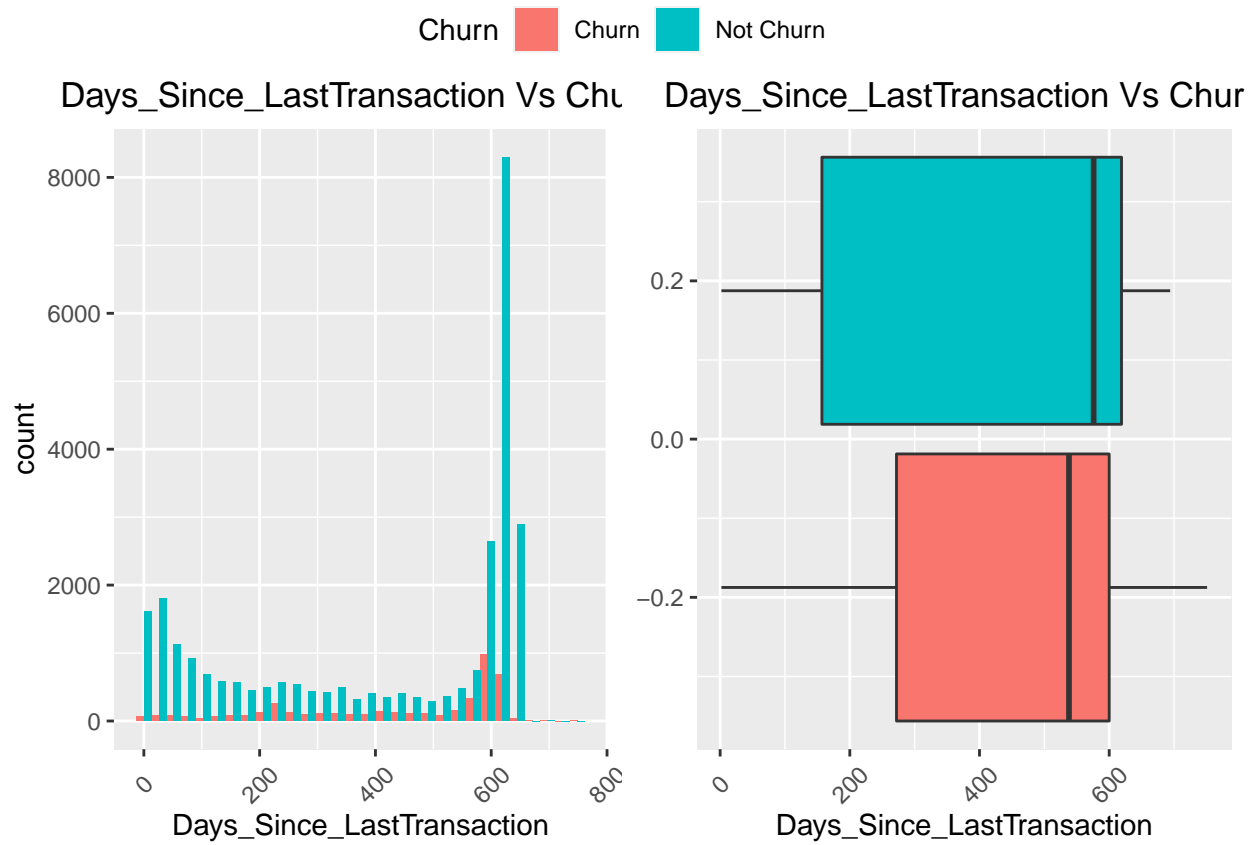 Churn Churn Not Churn
Days_Since_LastTransaction Vs Chu
Days_Since_LastTransaction Vs Chur
count
8000
6000
4000
2000
0
0 200 400 600 800
Days_Since_LastTransaction
0.2
0.0
−0.2
0 200 400 600
Days_Since_LastTransaction